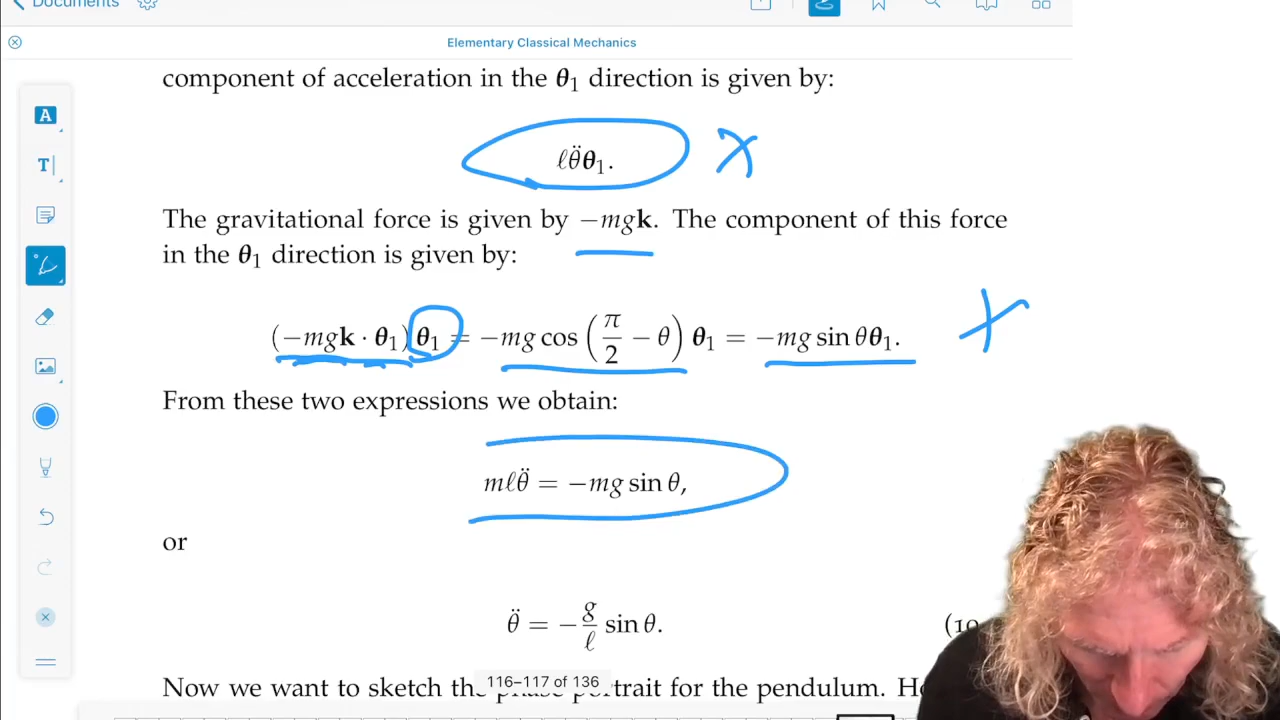 Documents
Elementary Classical Mechanics
component of acceleration in the θ₁ direction is given by:
ℓθ̈θ₁.
The gravitational force is given by −mgk. The component of this force
in the θ₁ direction is given by:
(−mgk · θ₁) θ₁ = −mg cos (π/2 − θ) θ₁ = −mg sin θθ₁.
From these two expressions we obtain:
mℓθ̈ = −mg sin θ,
or
θ̈ = −g/ℓ sin θ.
(10
116–117 of 136
Now we want to sketch the phase portrait for the pendulum.
A
T